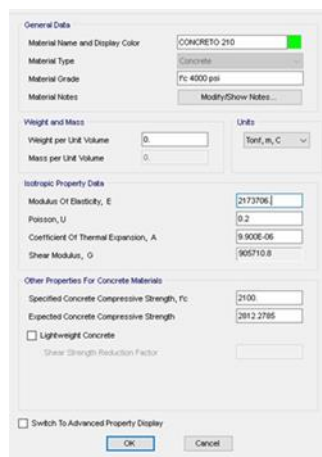 General Data
Material Name and Display Color CONCRETO 210
Material Type Concrete
Material Grade f'c 4000 psi
Material Notes Modify/Show Notes...
Weight and Mass Units
Weight per Unit Volume 0. Tonf, m, C
Mass per Unit Volume 0.
Isotropic Property Data
Modulus Of Elasticity, E 2173706.
Poisson, U 0.2
Coefficient Of Thermal Expansion, A 9.900E-06
Shear Modulus, G 905710.8
Other Properties For Concrete Materials
Specified Concrete Compressive Strength, f'c 2100.
Expected Concrete Compressive Strength 2812.2785
Lightweight Concrete
Shear Strength Reduction Factor
Switch To Advanced Property Display
OK Cancel